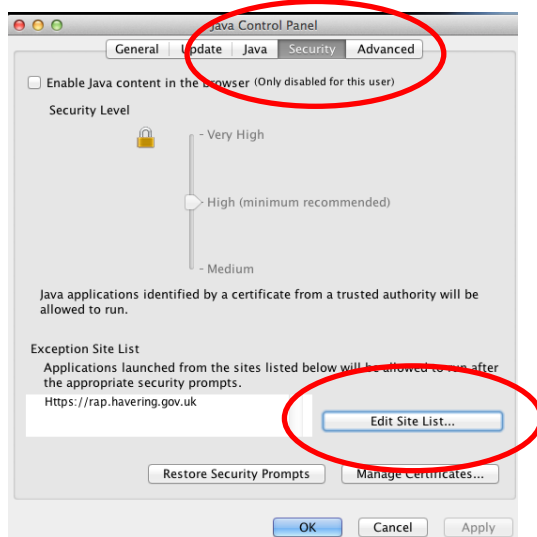 Java Control Panel
General Update Java Security Advanced
Enable Java content in the browser (Only disabled for this user)
Security Level
- Very High
- High (minimum recommended)
- Medium
Java applications identified by a certificate from a trusted authority will be
allowed to run.
Exception Site List
Applications launched from the sites listed below will be allowed to run after
the appropriate security prompts.
Https://rap.havering.gov.uk
Edit Site List...
Restore Security Prompts Manage Certificates...
OK Cancel Apply